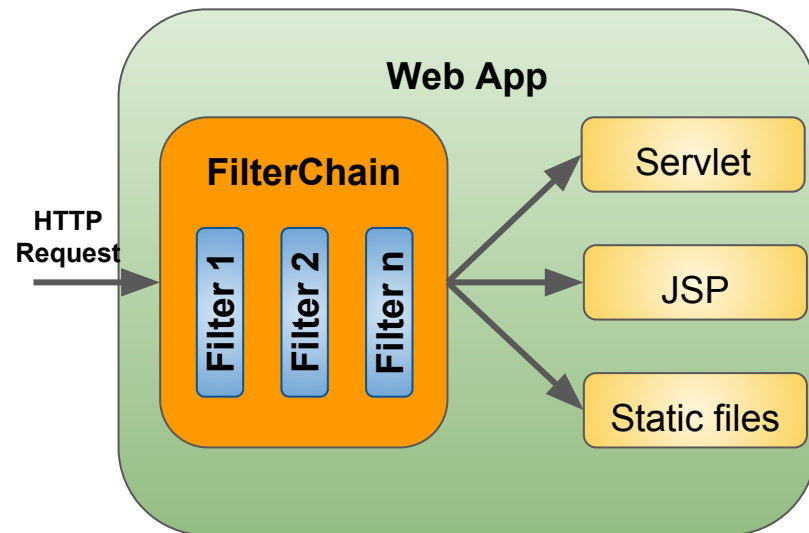 Web App
FilterChain
HTTP
Request
Filter 1
Filter 2
Filter n
Servlet
JSP
Static files